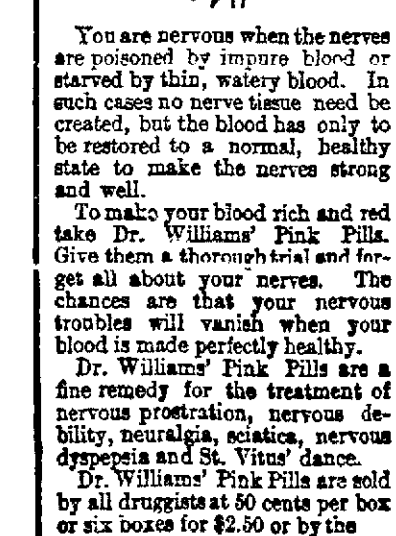 You are nervous when the nerves
are poisoned by impure blood or
starved by thin, watery blood. In
such cases no nerve tissue need be
created, but the blood has only to
be restored to a normal, healthy
state to make the nerves strong
and well.
To make your blood rich and red
take Dr. Williams' Pink Pills.
Give them a thorough trial and for-
get all about your nerves. The
chances are that your nervous
troubles will vanish when your
blood is made perfectly healthy.
Dr. Williams' Pink Pills are a
fine remedy for the treatment of
nervous prostration, nervous de-
bility, neuralgia, sciatica, nervous
dyspepsia and St. Vitus' dance.
Dr. Williams' Pink Pills are sold
by all druggists at 50 cents per box
or six boxes for $2.50 or by the